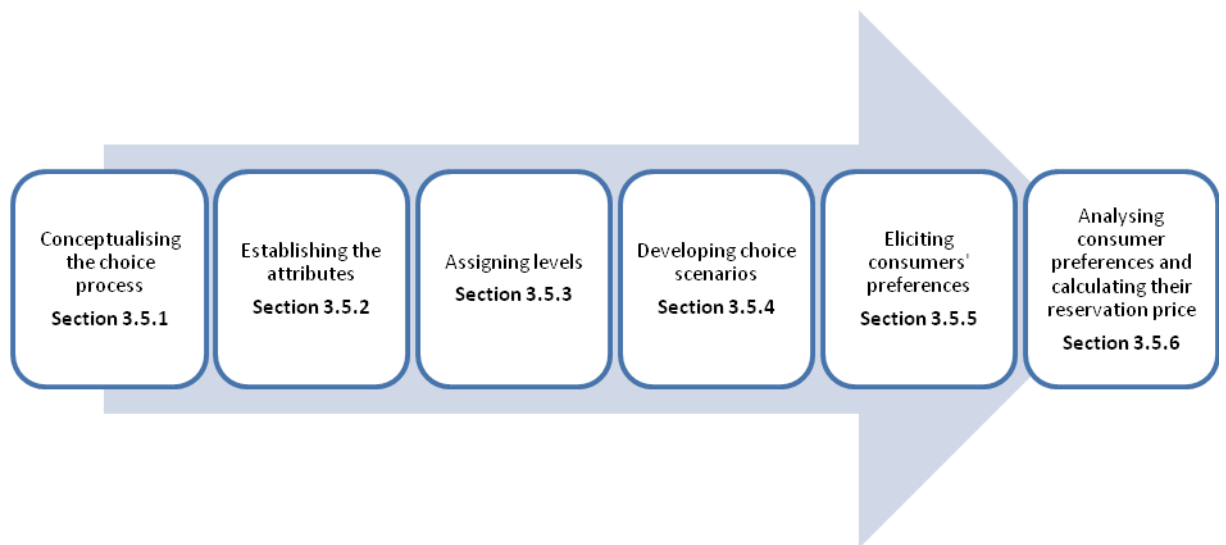 Conceptualising
the choice
process
Section 3.5.1
Establishing the
attributes
Section 3.5.2
Assigning levels
Section 3.5.3
Developing choice
scenarios
Section 3.5.4
Eliciting
consumers'
preferences
Section 3.5.5
Analysing
consumer
preferences and
calculating their
reservation price
Section 3.5.6